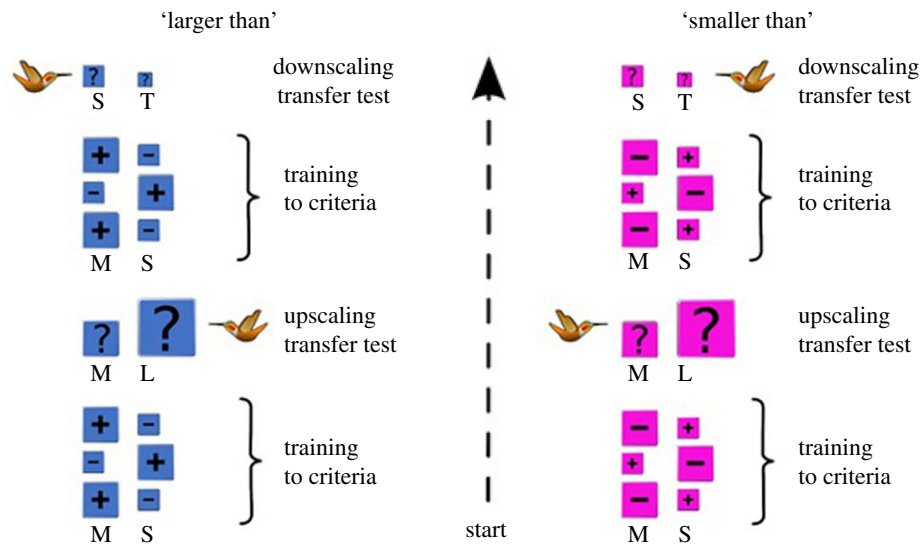 ‘larger than’
‘smaller than’
? ?
S T
downscaling
transfer test
+ −
− +
+ −
M S
training
to criteria
? ?
M L
upscaling
transfer test
+ −
− +
+ −
M S
training
to criteria
start
? ?
S T
downscaling
transfer test
− +
+ −
− +
M S
training
to criteria
? ?
M L
upscaling
transfer test
− +
+ −
− +
M S
training
to criteria